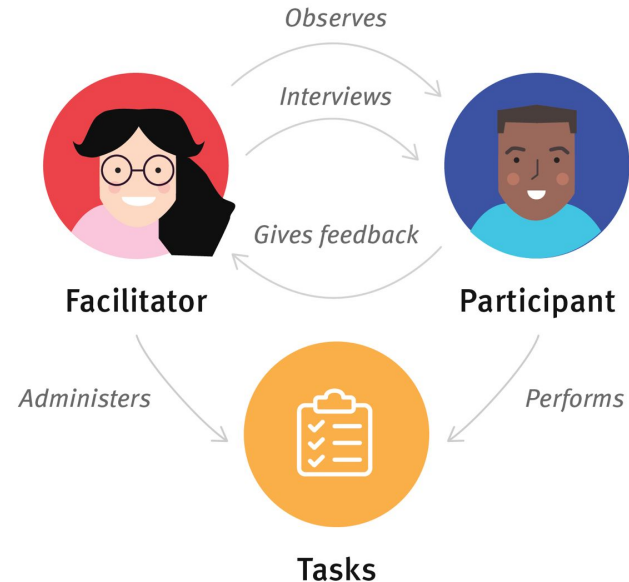 Observes
Interviews
Gives feedback
Facilitator
Participant
Administers
Performs
Tasks